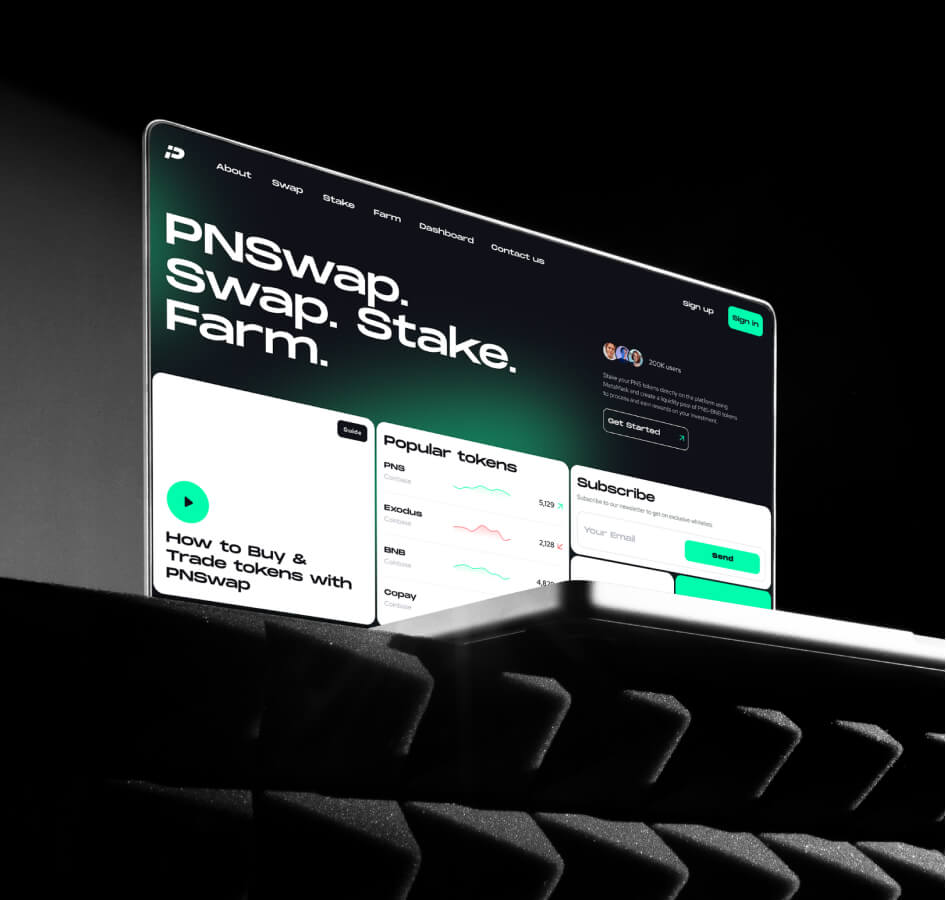 About
Swap
Stake
Farm
Dashboard
Contact us
Sign up
Sign in
PNSwap.
Swap. Stake.
Farm.
200K users
Stake your PNS tokens directly on the platform using
MetaMask and create a liquidity pool of PNS-BNB tokens
to process and earn rewards on your investment.
Get Started
Guide
How to Buy &
Trade tokens with
PNSwap
Popular tokens
PNS
Coinbase
5,129
Exodus
Coinbase
2,128
BNB
Coinbase
Copay
Coinbase
Subscribe
Subscribe to our newsletter to get on exclusive whitelists
Your Email
Send